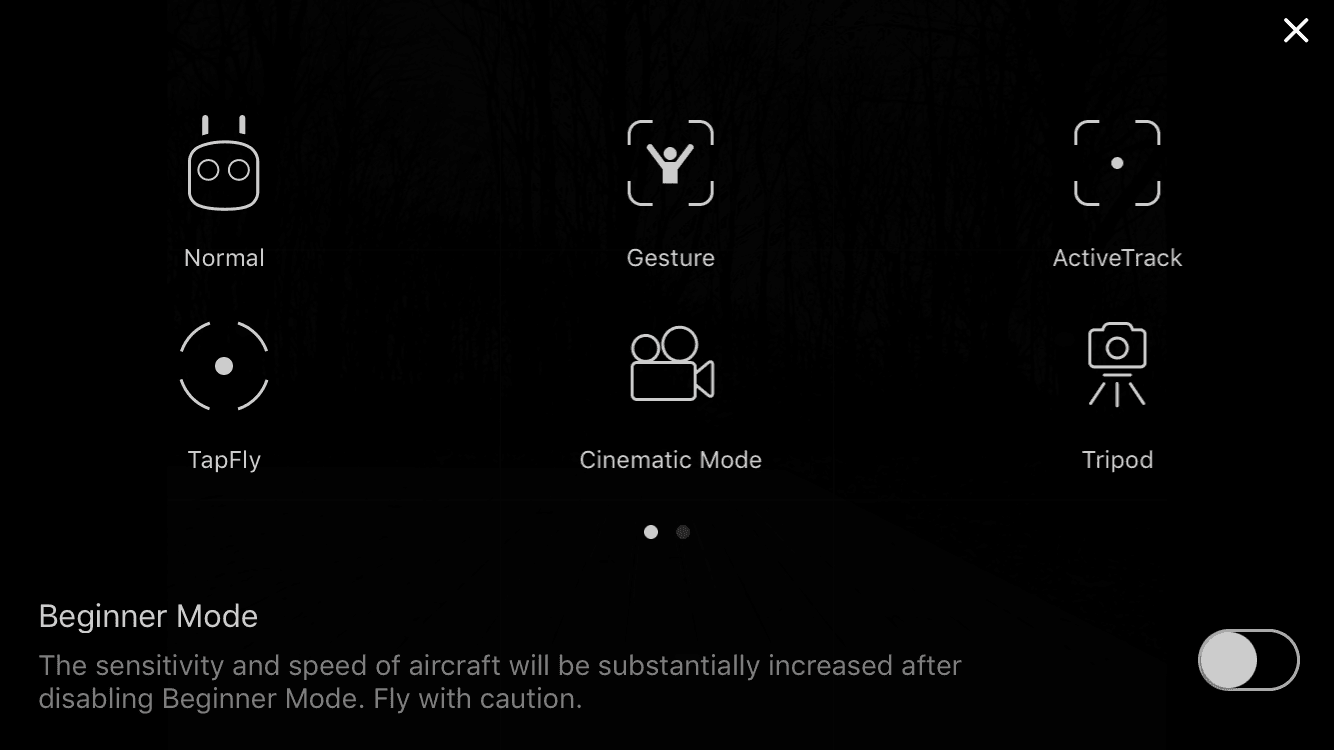 Normal
Gesture
ActiveTrack
TapFly
Cinematic Mode
Tripod
Beginner Mode
The sensitivity and speed of aircraft will be substantially increased after
disabling Beginner Mode. Fly with caution.